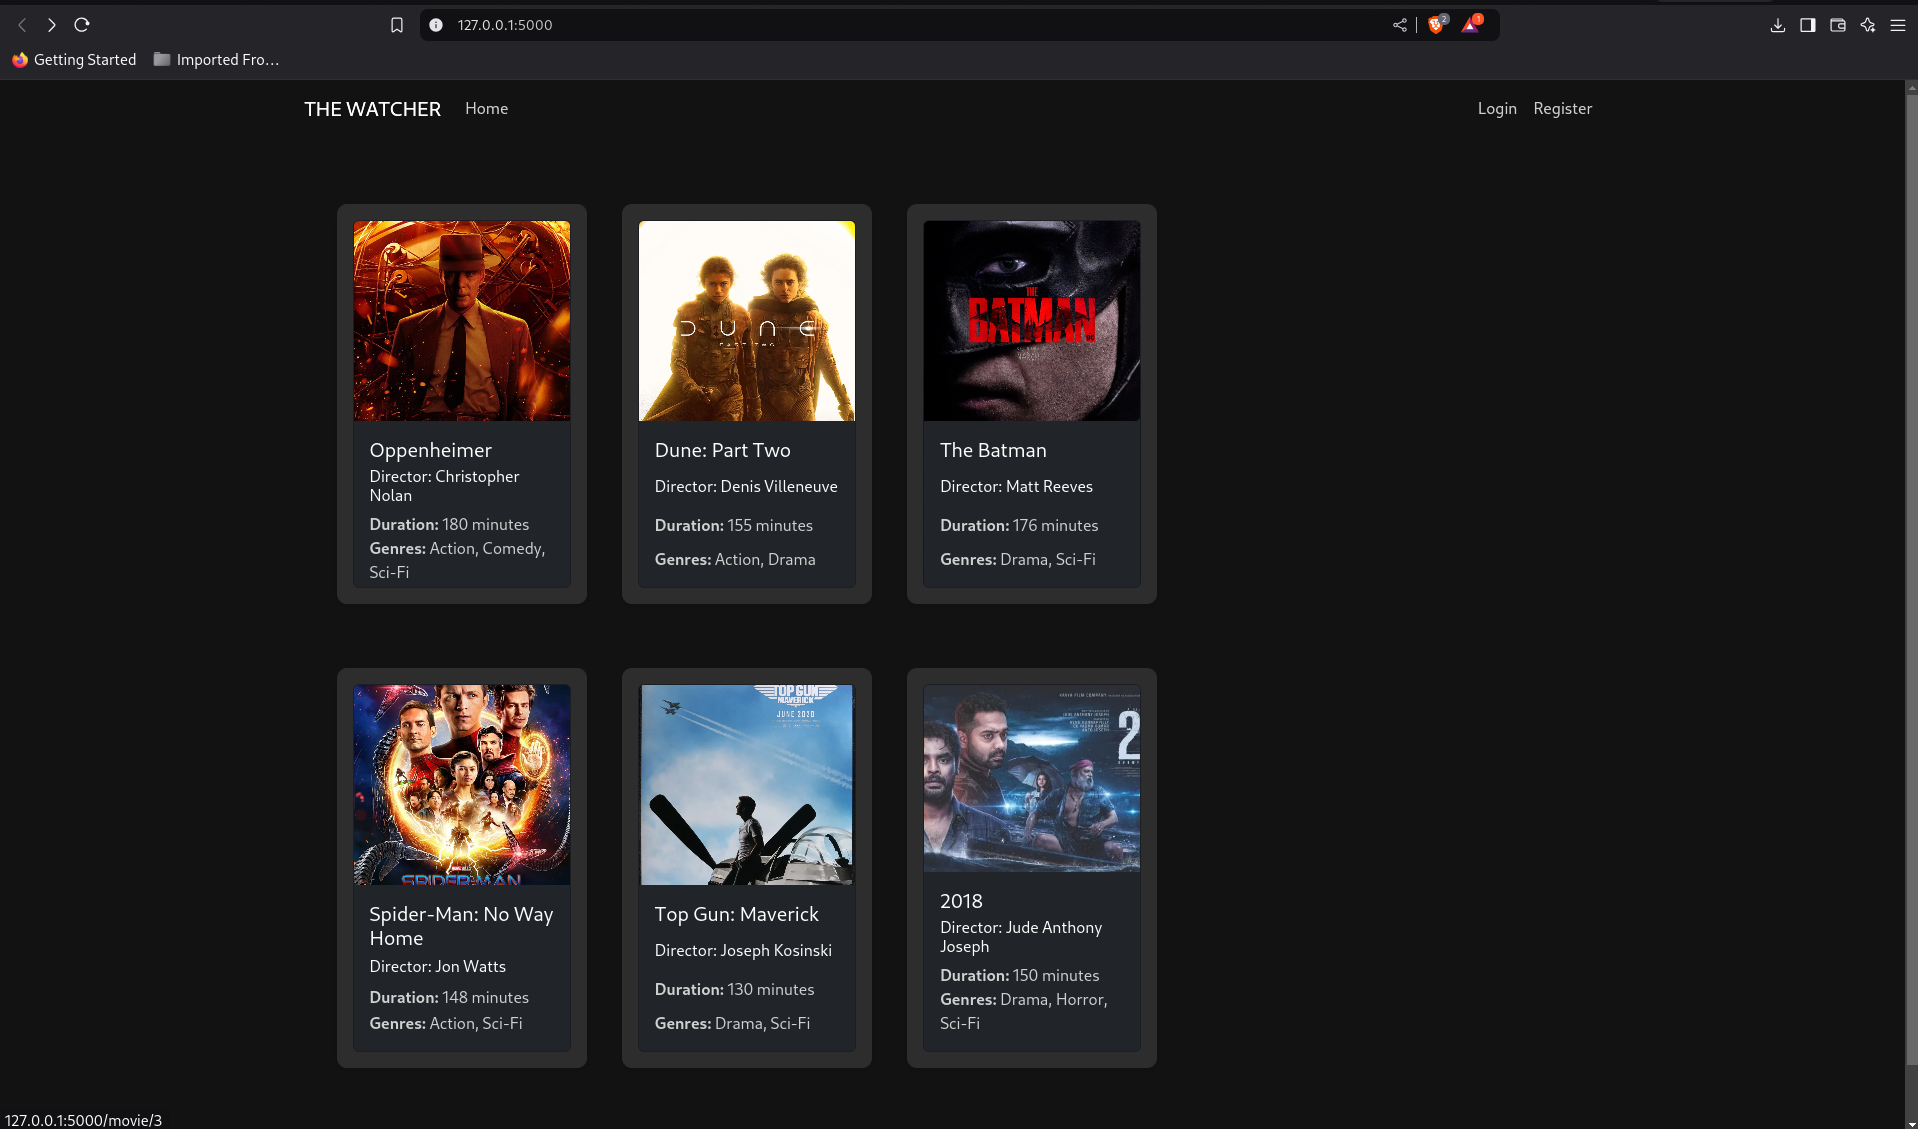 127.0.0.1:5000
2
1
Getting Started
Imported Fro...
THE WATCHER
Home
Login
Register
DUNE
PART TWO
THE
BATMAN
Oppenheimer
Director: Christopher
Nolan
Duration: 180 minutes
Genres: Action, Comedy,
Sci-Fi
Dune: Part Two
Director: Denis Villeneuve
Duration: 155 minutes
Genres: Action, Drama
The Batman
Director: Matt Reeves
Duration: 176 minutes
Genres: Drama, Sci-Fi
SPIDER-MAN
TOP GUN
MAVERICK
JUNE 2020
2
Spider-Man: No Way
Home
Director: Jon Watts
Duration: 148 minutes
Genres: Action, Sci-Fi
Top Gun: Maverick
Director: Joseph Kosinski
Duration: 130 minutes
Genres: Drama, Sci-Fi
2018
Director: Jude Anthony
Joseph
Duration: 150 minutes
Genres: Drama, Horror,
Sci-Fi
127.0.0.1:5000/movie/3